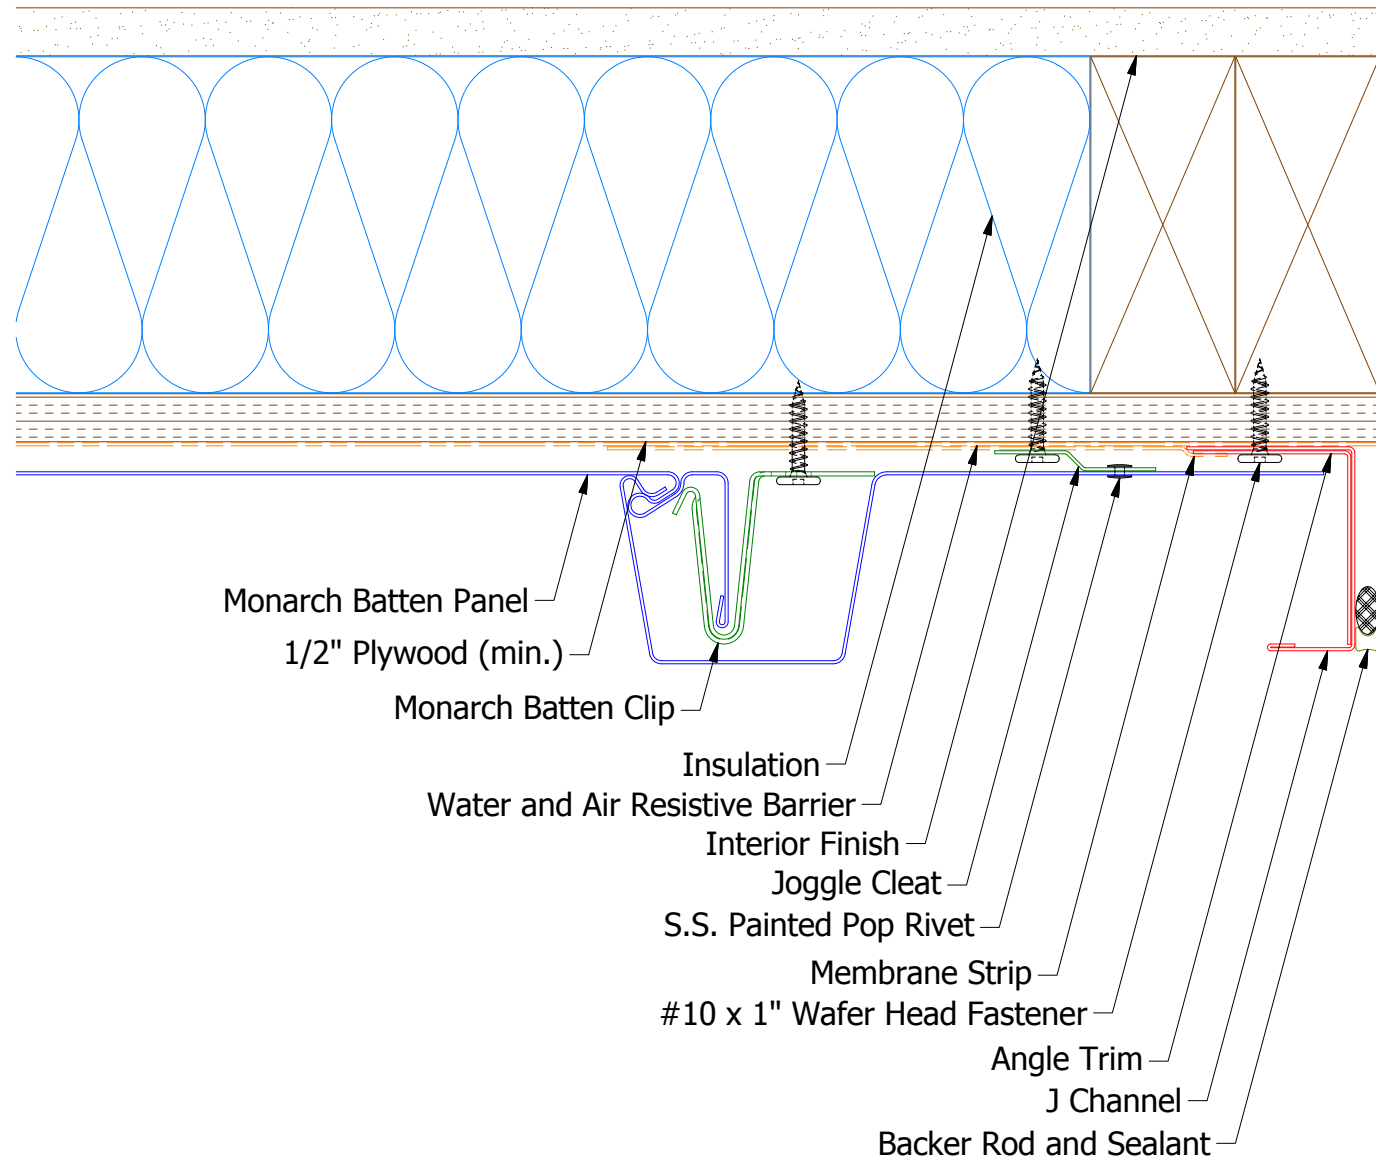 Monarch Batten Panel
1/2" Plywood (min.)
Monarch Batten Clip
Insulation
Water and Air Resistive Barrier
Interior Finish
Joggle Cleat
S.S. Painted Pop Rivet
Membrane Strip
#10 x 1" Wafer Head Fastener
Angle Trim
J Channel
Backer Rod and Sealant